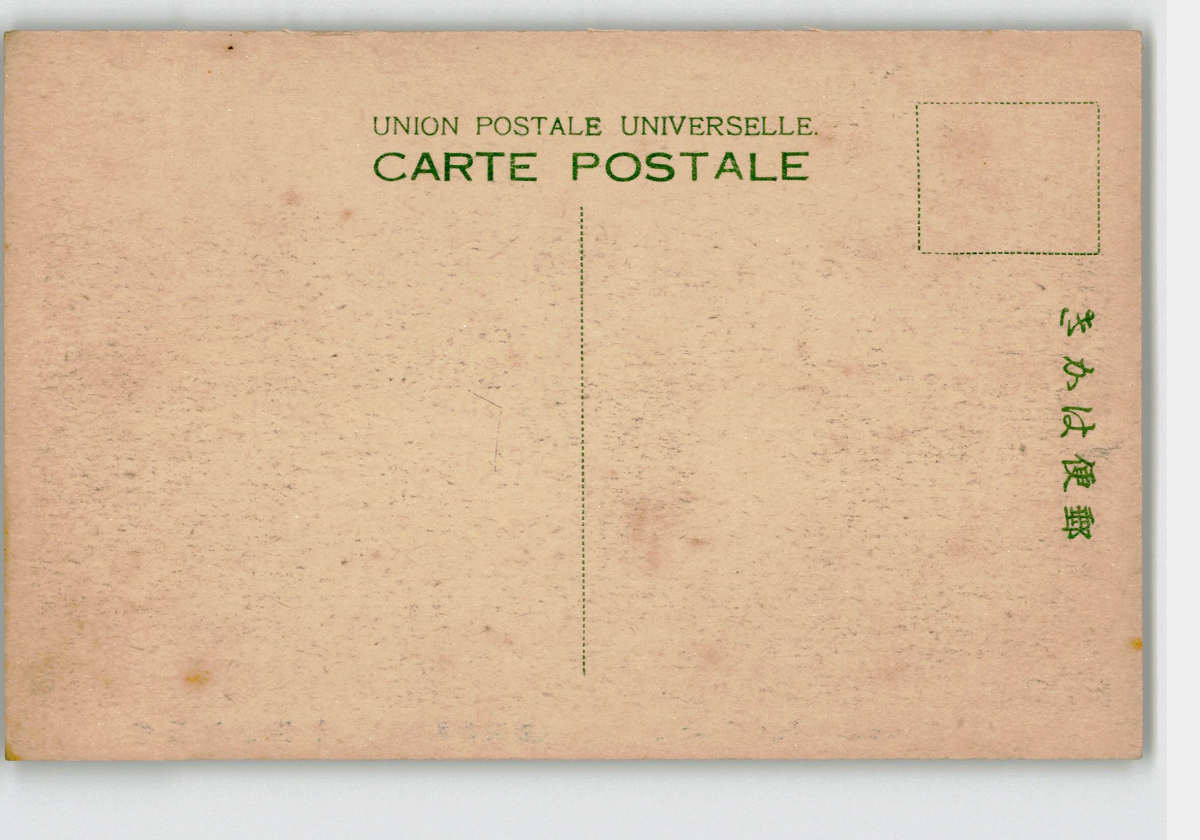 UNION POSTALE UNIVERSELLE.
CARTE POSTALE
郵便はかき